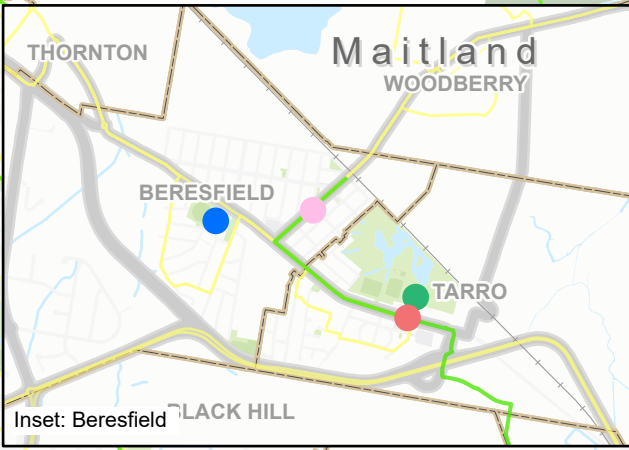 THORNTON
Maitland
WOODBERRY
BERESFIELD
TARRO
BLACK HILL
Inset: Beresfield